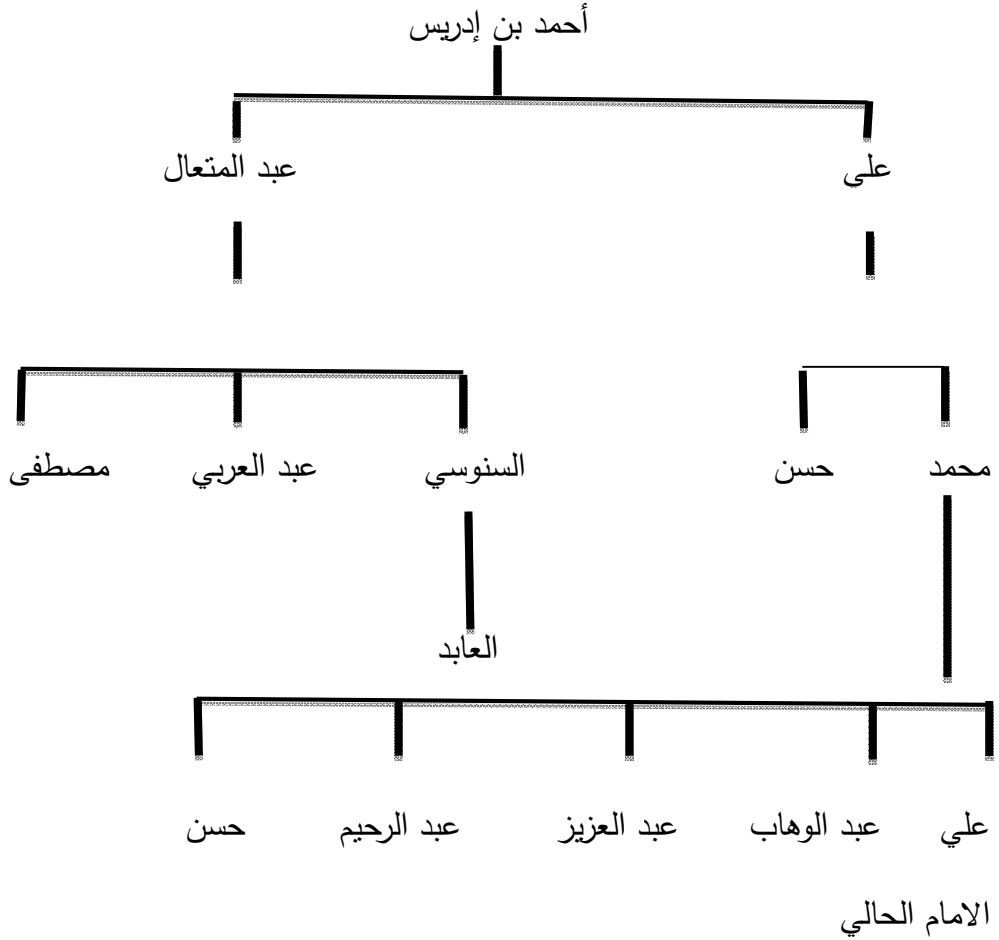 أحمد بن إدريس
علي عبد المتعال
محمد حسن السنوسي عبد العربي مصطفى
العابد
علي عبد الوهاب عبد العزيز عبد الرحيم حسن
الامام الحالي